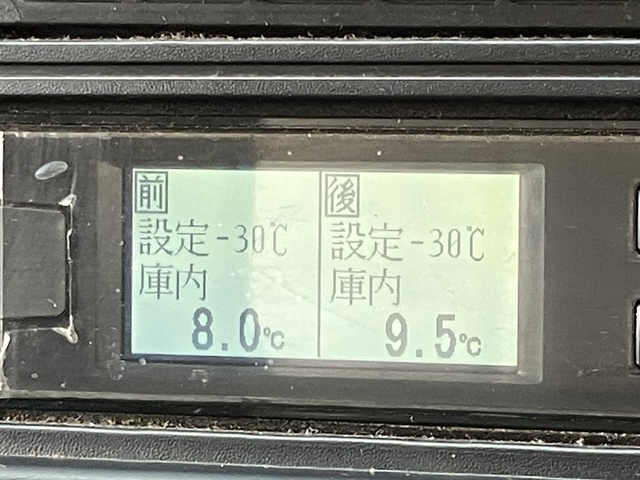 前
設定-30℃
庫内
8.0℃
後
設定-30℃
庫内
9.5℃